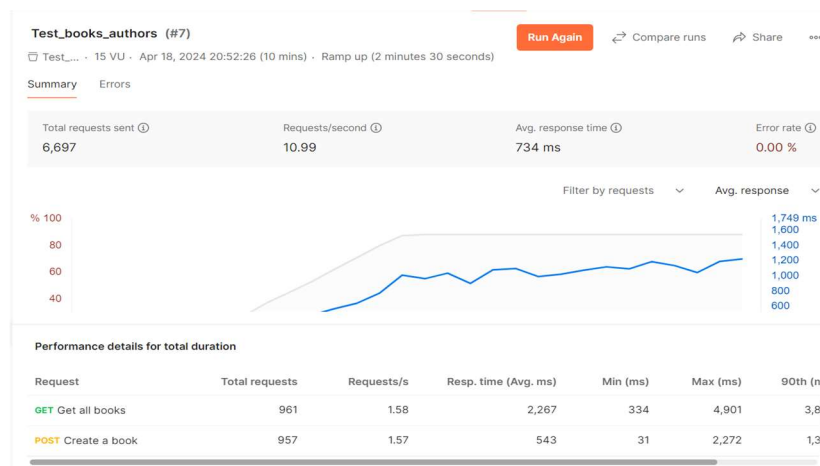 Test_books_authors (#7)
Run Again
Compare runs
Share
Test_... · 15 VU · Apr 18, 2024 20:52:26 (10 mins) · Ramp up (2 minutes 30 seconds)
Summary Errors
Total requests sent Requests/second Avg. response time Error rate
6,697 10.99 734 ms 0.00 %
Filter by requests Avg. response
% 100 1,749 ms
1,600
80 1,400
60 1,200
1,000
40 800
600
Performance details for total duration
Request Total requests Requests/s Resp. time (Avg. ms) Min (ms) Max (ms) 90th (
GET Get all books 961 1.58 2,267 334 4,901 3,8
POST Create a book 957 1.57 543 31 2,272 1,3